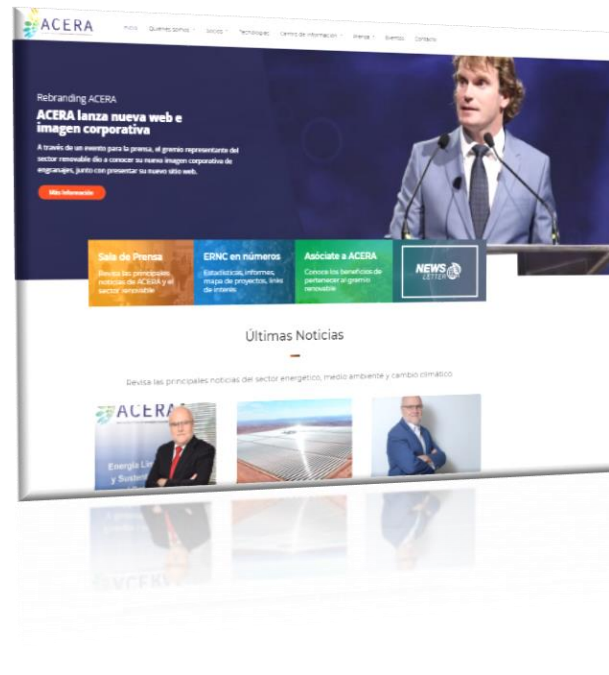 ACERA
Inicio Quienes somos Socios Tecnologías Centro de Información Prensa Eventos Contacto
Rebranding ACERA
ACERA lanza nueva web e
imagen corporativa
A través de un evento para la prensa, el gremio representante del
sector renovable dio a conocer su nueva imagen corporativa de
engranajes, junto con presentar su nuevo sitio web.
Más Información
Sala de Prensa
Revisa las principales
noticias de ACERA y el
sector renovable
ERNC en números
Estadísticas, informes,
mapa de proyectos, links
de interés
Asóciate a ACERA
Conoce los beneficios de
pertenecer al gremio
renovable
NEWS
LETTER
Últimas Noticias
Revisa las principales noticias del sector energético, medio ambiente y cambio climático
ACERA
Energía